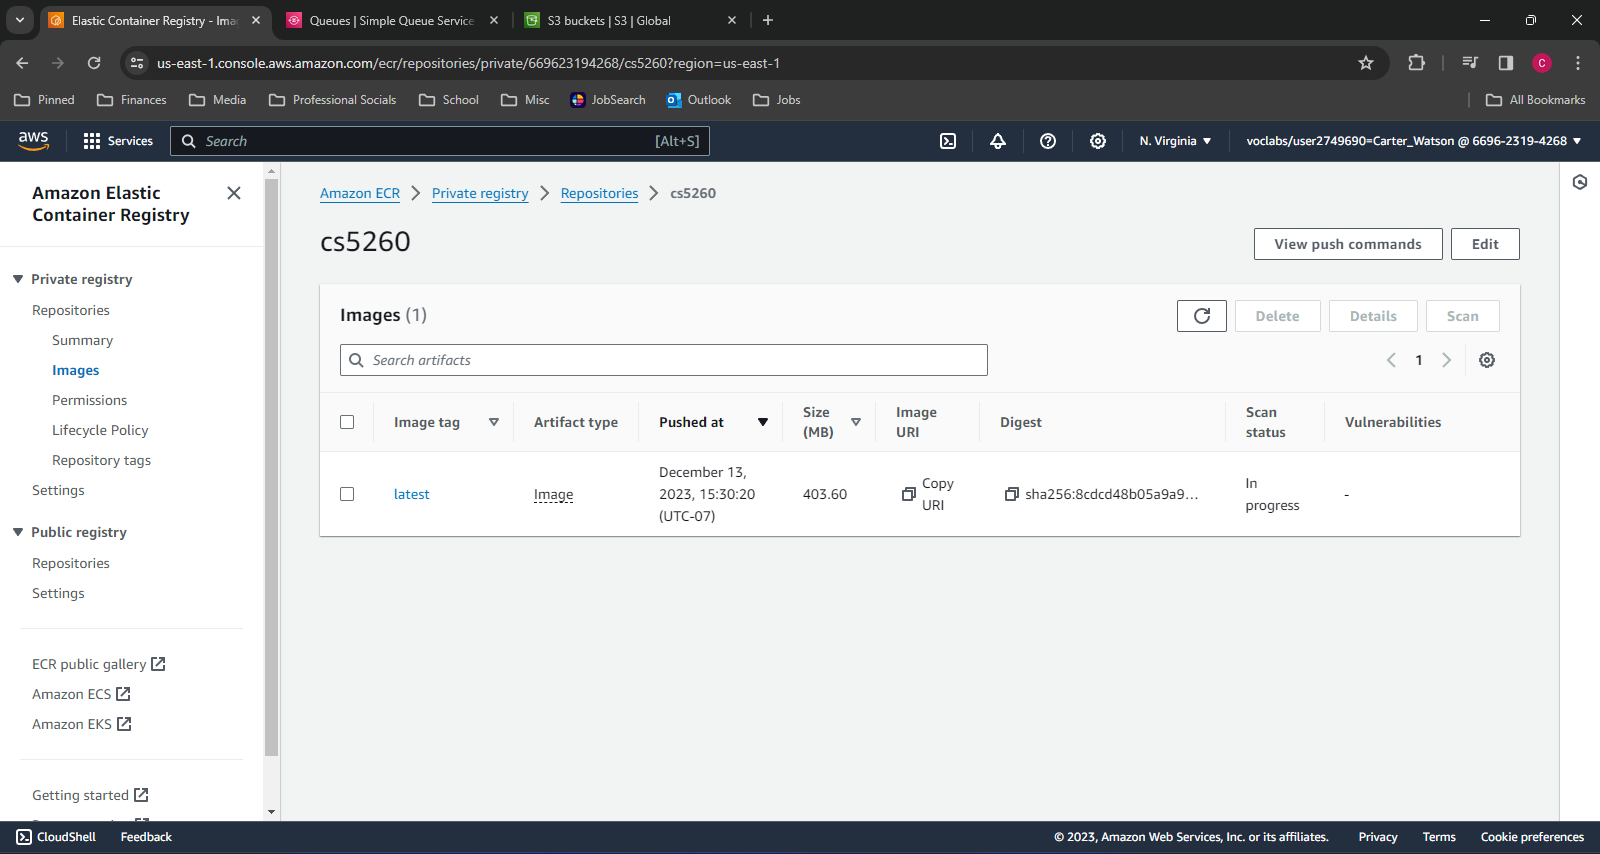 Elastic Container Registry - Ima
Queues | Simple Queue Service
S3 buckets | S3 | Global
us-east-1.console.aws.amazon.com/ecr/repositories/private/669623194268/cs5260?region=us-east-1
C
Pinned
Finances
Media
Professional Socials
School
Misc
JobSearch
Outlook
Jobs
All Bookmarks
aws
Services
Search
[Alt+S]
N. Virginia
voclabs/user2749690=Carter_Watson @ 6696-2319-4268
Amazon Elastic
Container Registry
Private registry
Repositories
Summary
Images
Permissions
Lifecycle Policy
Repository tags
Settings
Public registry
Repositories
Settings
ECR public gallery
Amazon ECS
Amazon EKS
Getting started
Amazon ECR
Private registry
Repositories
cs5260
cs5260
View push commands
Edit
Images (1)
Delete
Details
Scan
Search artifacts
1
Image tag
Artifact type
Pushed at
Size
(MB)
Image
URI
Digest
Scan
status
Vulnerabilities
latest
Image
December 13,
2023, 15:30:20
(UTC-07)
403.60
Copy
URI
sha256:8cdcd48b05a9a9...
In
progress
-
CloudShell
Feedback
© 2023, Amazon Web Services, Inc. or its affiliates.
Privacy
Terms
Cookie preferences